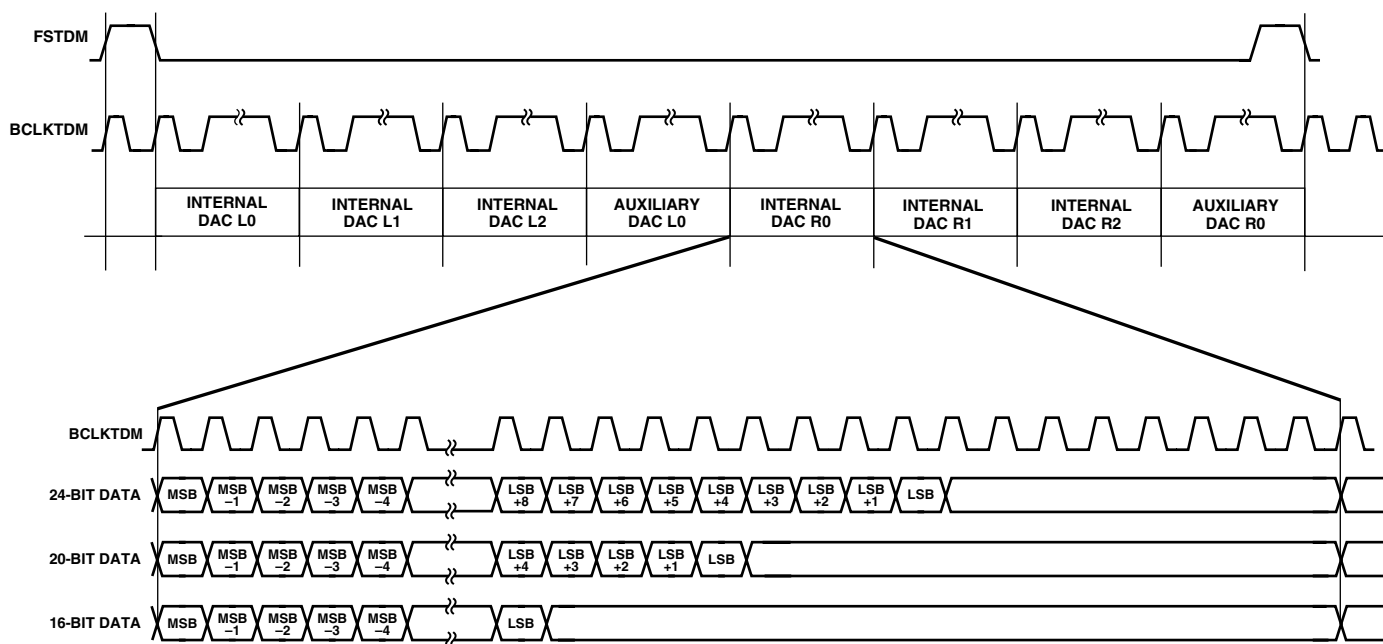 FSTDM
BCLKTDM
INTERNAL DAC L0
INTERNAL DAC L1
INTERNAL DAC L2
AUXILIARY DAC L0
INTERNAL DAC R0
INTERNAL DAC R1
INTERNAL DAC R2
AUXILIARY DAC R0
BCLKTDM
24-BIT DATA MSB MSB –1 MSB –2 MSB –3 MSB –4 LSB +8 LSB +7 LSB +6 LSB +5 LSB +4 LSB +3 LSB +2 LSB +1 LSB
20-BIT DATA MSB MSB –1 MSB –2 MSB –3 MSB –4 LSB +4 LSB +3 LSB +2 LSB +1 LSB
16-BIT DATA MSB MSB –1 MSB –2 MSB –3 MSB –4 LSB